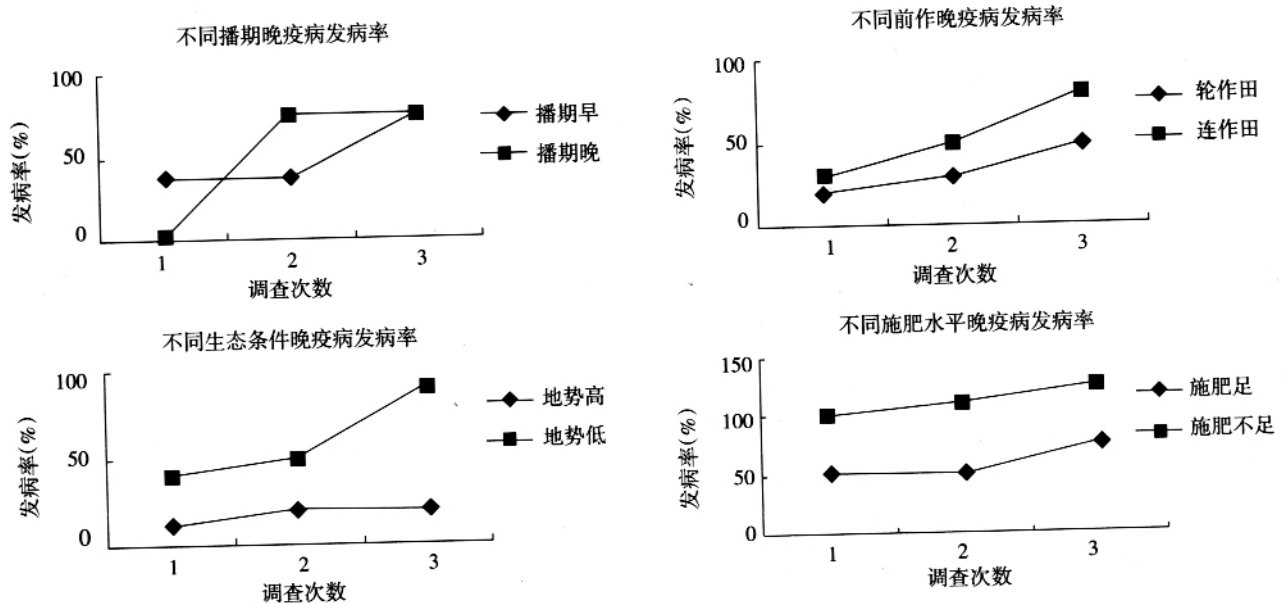 不同播期晚疫病发病率
100
50
0
发病率(%)
1
2
3
调查次数
播期早
播期晚
不同前作晚疫病发病率
100
50
0
发病率(%)
1
2
3
调查次数
轮作田
连作田
不同生态条件晚疫病发病率
100
50
0
发病率(%)
1
2
3
调查次数
地势高
地势低
不同施肥水平晚疫病发病率
150
100
50
0
发病率(%)
1
2
3
调查次数
施肥足
施肥不足